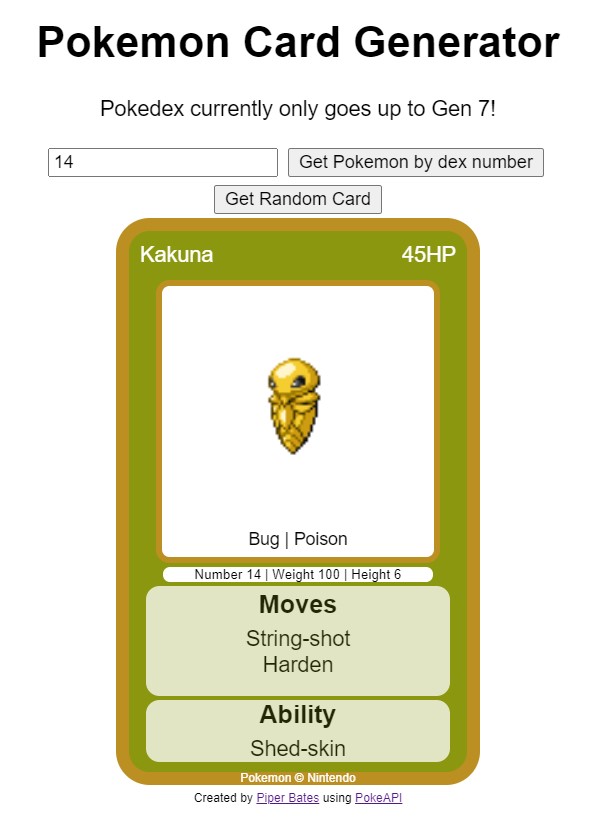 Pokemon Card Generator
Pokedex currently only goes up to Gen 7!
14 Get Pokemon by dex number
Get Random Card
Kakuna 45HP
Bug | Poison
Number 14 | Weight 100 | Height 6
Moves
String-shot
Harden
Ability
Shed-skin
Pokemon © Nintendo
Created by Piper Bates using PokeAPI